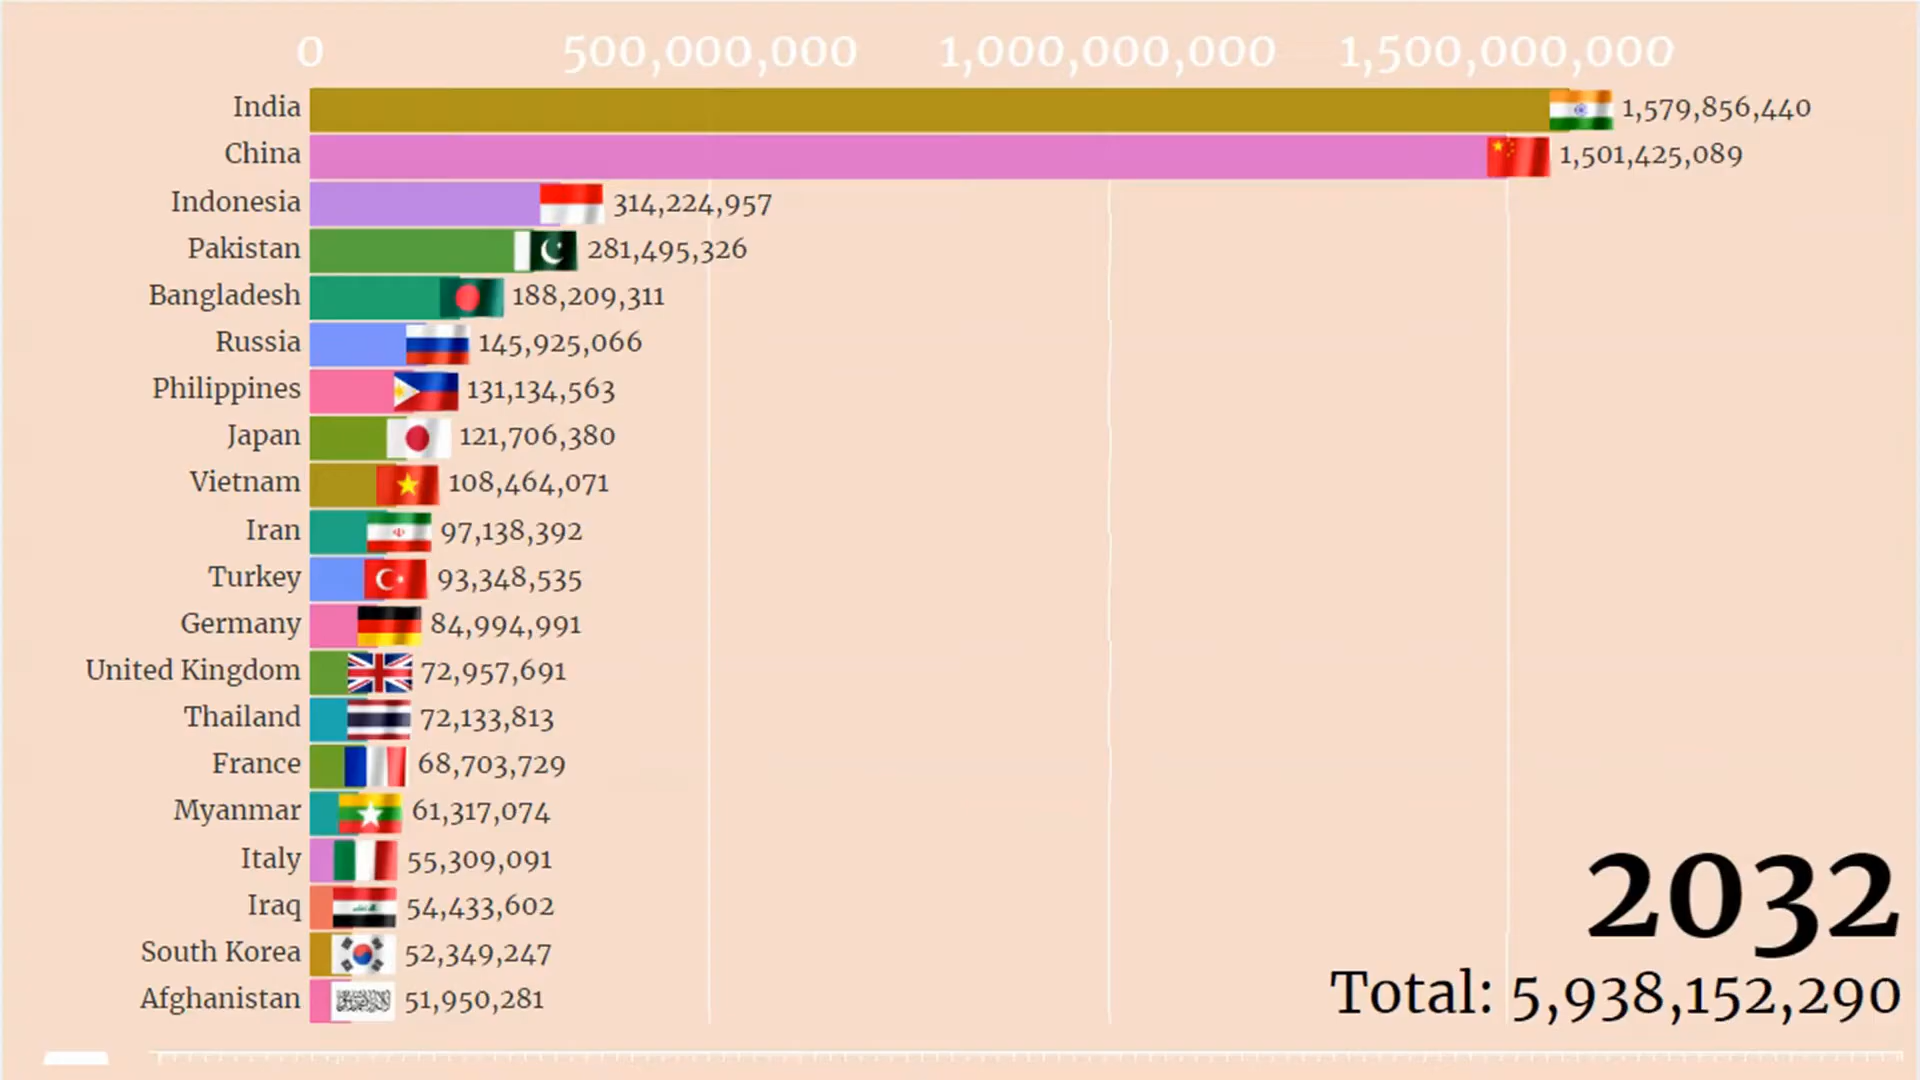 0 500,000,000 1,000,000,000 1,500,000,000
India 1,579,856,440
China 1,501,425,089
Indonesia 314,224,957
Pakistan 281,495,326
Bangladesh 188,209,311
Russia 145,925,066
Philippines 131,134,563
Japan 121,706,380
Vietnam 108,464,071
Iran 97,138,392
Turkey 93,348,535
Germany 84,994,991
United Kingdom 72,957,691
Thailand 72,133,813
France 68,703,729
Myanmar 61,317,074
Italy 55,309,091
Iraq 54,433,602
South Korea 52,349,247
Afghanistan 51,950,281
2032
Total: 5,938,152,290